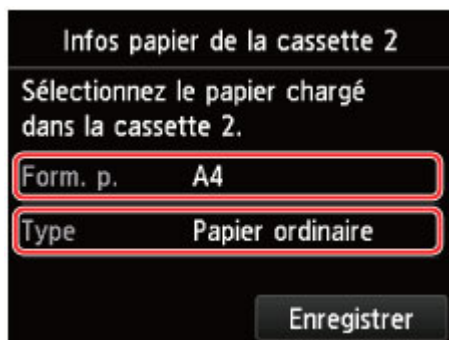 Infos papier de la cassette 2
Sélectionnez le papier chargé
dans la cassette 2.
Form. p. A4
Type Papier ordinaire
Enregistrer